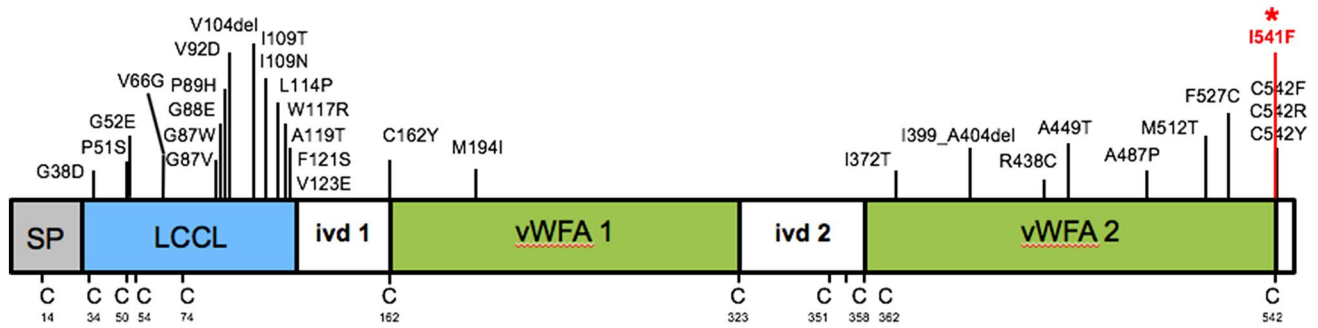 *
V104del
I541F
I109T
V92D
I109N
V66G
P89H
L114P
C542F
G88E
W117R
F527C
C542R
G52E
G87W
A119T
C162Y
I399_A404del
A449T
M512T
C542Y
P51S
G87V
F121S
M194I
I372T
R438C
A487P
G38D
V123E
SP
LCCL
ivd 1
vWFA 1
ivd 2
vWFA 2
C C C C C C C C C C C
14 34 50 54 74 162 323 351 358 362 542